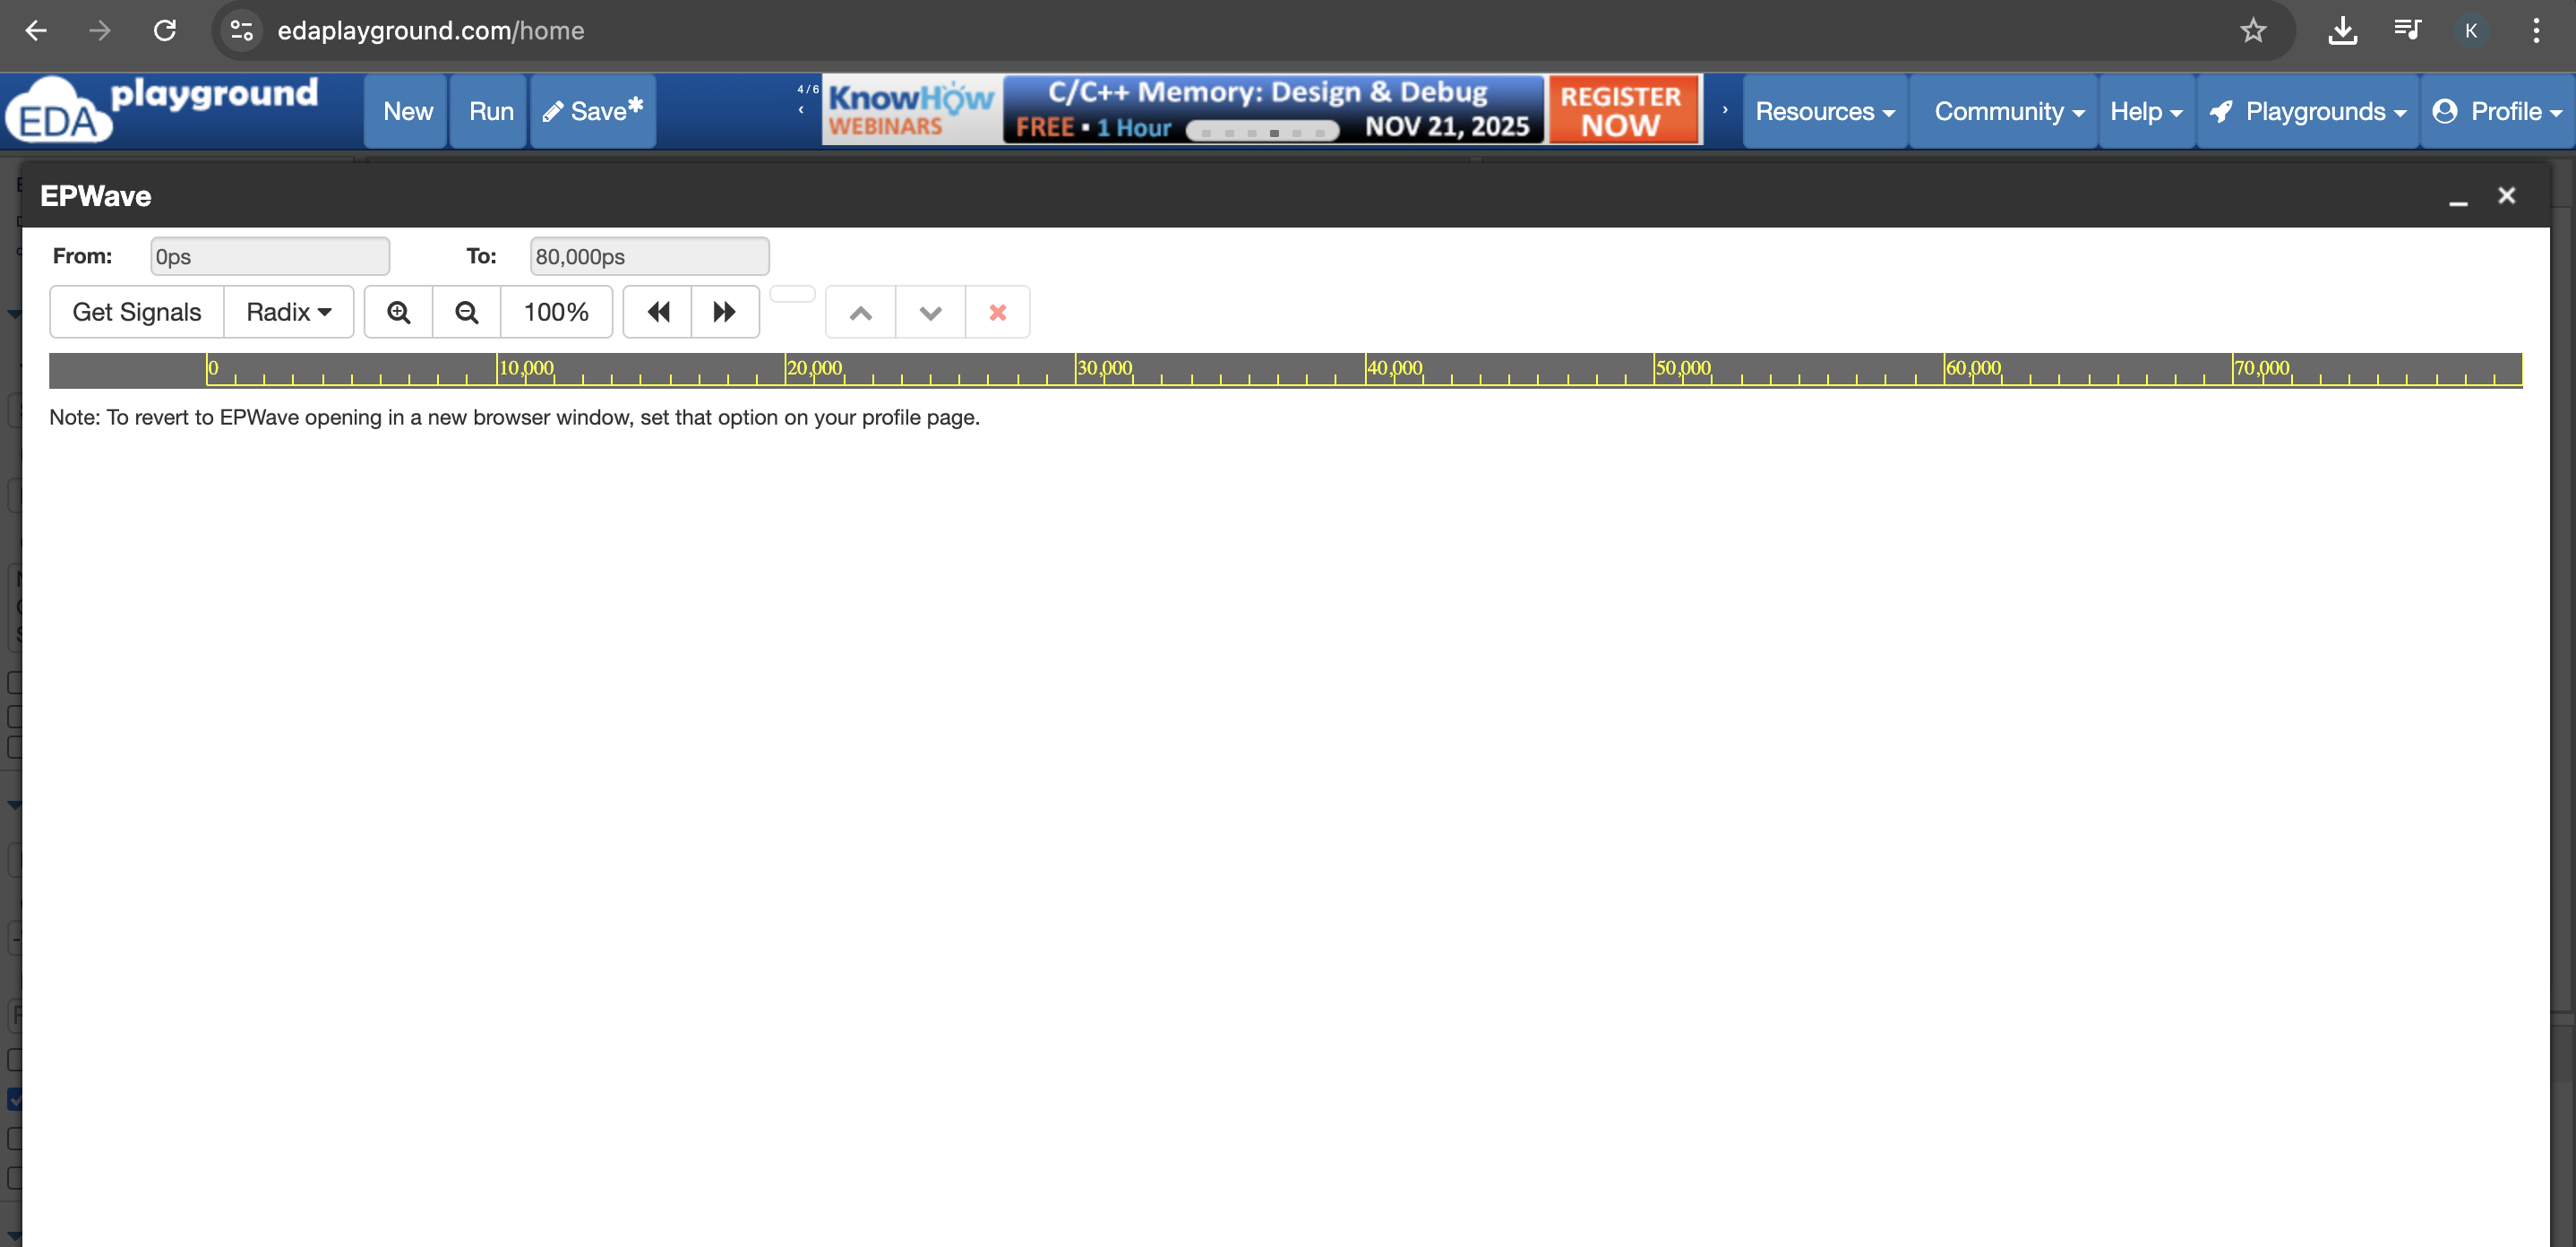 edaplayground.com/home
K
EDA playground
New
Run
Save*
4/6
‹
KnowHow
WEBINARS
C/C++ Memory: Design & Debug
FREE ▪ 1 Hour
NOV 21, 2025
REGISTER
NOW
›
Resources
Community
Help
Playgrounds
Profile
EPWave
From: 0ps To: 80,000ps
Get Signals
Radix
100%
0 10,000 20,000 30,000 40,000 50,000 60,000 70,000
Note: To revert to EPWave opening in a new browser window, set that option on your profile page.